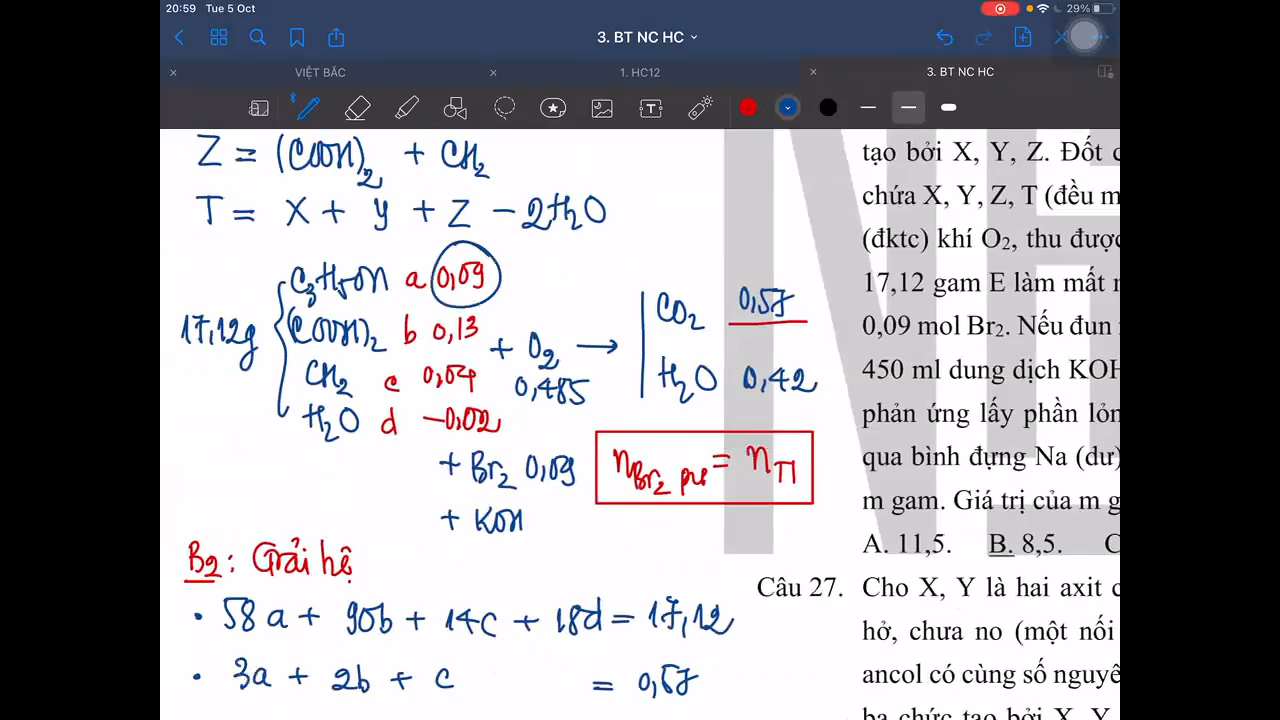 20:59 Tue 5 Oct
29%
3. BT NC HC
VIỆT BẮC
1. HC12
3. BT NC HC
Z = (COOH)2 + CH2
T = X + Y + Z - 2H2O
17,12g
C3H5OH a 0,09
(COOH)2 b 0,13
CH2 c 0,04
H2O d -0,02
+ O2 → CO2 0,57
0,485 H2O 0,42
+ Br2 0,09
+ KOH
nBr2 pư = nπ
B2: Giải hệ
• 58a + 90b + 14c + 18d = 17,12
• 3a + 2b + c = 0,57
tạo bởi X, Y, Z. Đốt c
chứa X, Y, Z, T (đều m
(đktc) khí O2, thu được
17,12 gam E làm mất
0,09 mol Br2. Nếu đun
450 ml dung dịch KOH
phản ứng lấy phần lỏn
qua bình đựng Na (dư)
m gam. Giá trị của m g
A. 11,5. B. 8,5. C
Câu 27. Cho X, Y là hai axit c
hở, chưa no (một nối
ancol có cùng số nguyê
ba chức tạo bởi X, Y